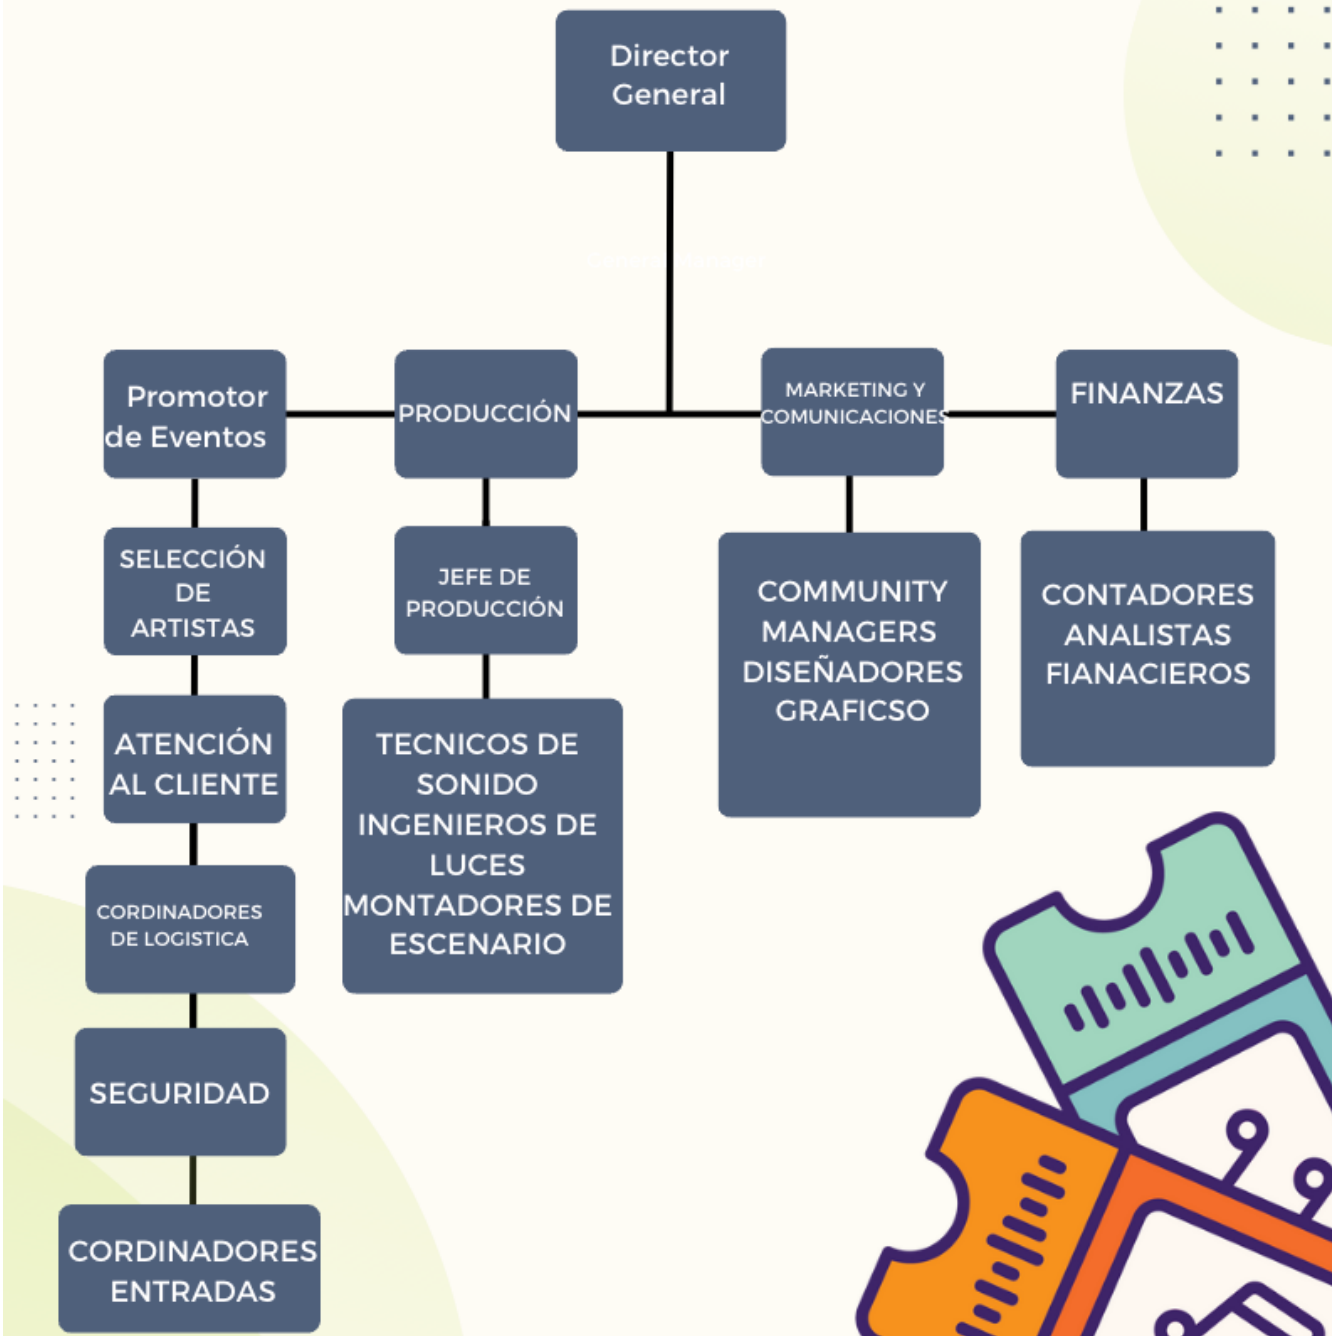 Director
General
Promotor
de Eventos
PRODUCCIÓN
MARKETING Y
COMUNICACIONES
FINANZAS
SELECCIÓN
DE
ARTISTAS
JEFE DE
PRODUCCIÓN
COMMUNITY
MANAGERS
DISEÑADORES
GRAFICSO
CONTADORES
ANALISTAS
FIANACIEROS
ATENCIÓN
AL CLIENTE
TECNICOS DE
SONIDO
INGENIEROS DE
LUCES
MONTADORES DE
ESCENARIO
CORDINADORES
DE LOGISTICA
SEGURIDAD
CORDINADORES
ENTRADAS